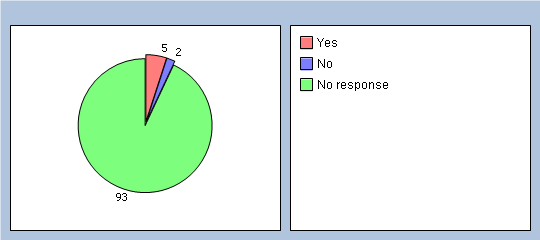 5
2
93
Yes
No
No response